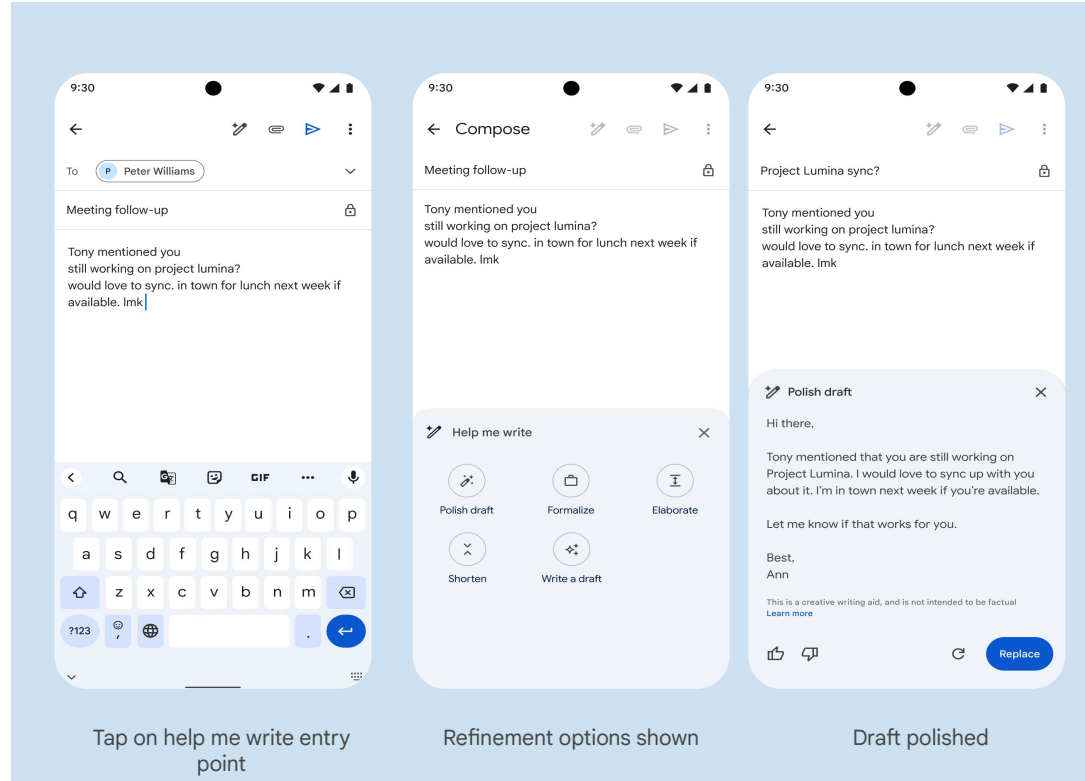 9:30
To
P Peter Williams
Meeting follow-up
Tony mentioned you
still working on project lumina?
would love to sync. in town for lunch next week if
available. lmk
GIF
q w e r t y u i o p
a s d f g h j k l
z x c v b n m
?123 , .
Tap on help me write entry
point
9:30
Compose
Meeting follow-up
Tony mentioned you
still working on project lumina?
would love to sync. in town for lunch next week if
available. lmk
Help me write
Polish draft Formalize Elaborate
Shorten Write a draft
Refinement options shown
9:30
Project Lumina sync?
Tony mentioned you
still working on project lumina?
would love to sync. in town for lunch next week if
available. lmk
Polish draft
Hi there,
Tony mentioned that you are still working on
Project Lumina. I would love to sync up with you
about it. I'm in town next week if you're available.
Let me know if that works for you.
Best,
Ann
This is a creative writing aid, and is not intended to be factual
Learn more
Replace
Draft polished